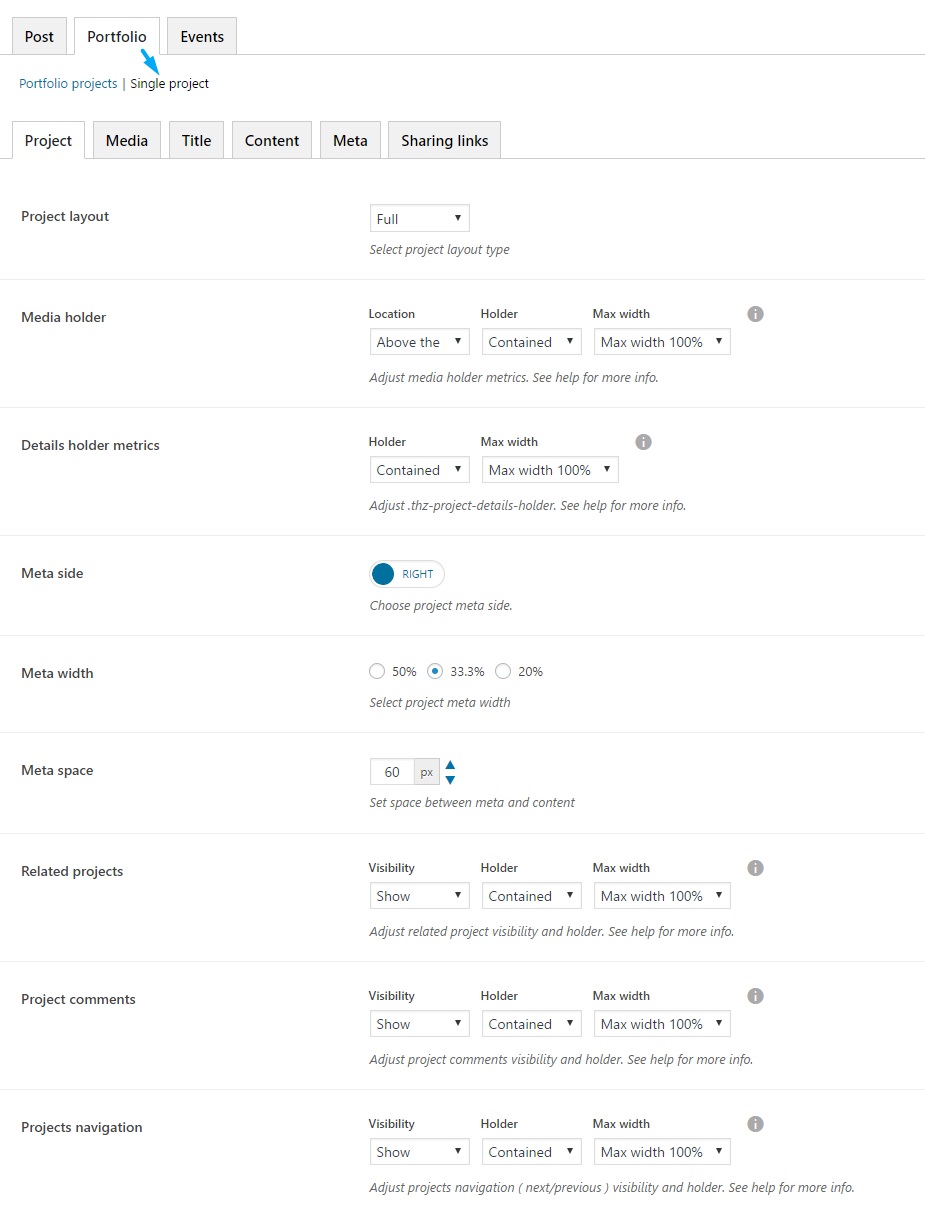 Post Portfolio Events
Portfolio projects | Single project
Project Media Title Content Meta Sharing links
Project layout
Full
Select project layout type
Media holder
Location Holder Max width
Above the Contained Max width 100%
Adjust media holder metrics. See help for more info.
Details holder metrics
Holder Max width
Contained Max width 100%
Adjust .thz-project-details-holder. See help for more info.
Meta side
RIGHT
Choose project meta side.
Meta width
50% 33.3% 20%
Select project meta width
Meta space
60 px
Set space between meta and content
Related projects
Visibility Holder Max width
Show Contained Max width 100%
Adjust related project visibility and holder. See help for more info.
Project comments
Visibility Holder Max width
Show Contained Max width 100%
Adjust project comments visibility and holder. See help for more info.
Projects navigation
Visibility Holder Max width
Show Contained Max width 100%
Adjust projects navigation ( next/previous ) visibility and holder. See help for more info.